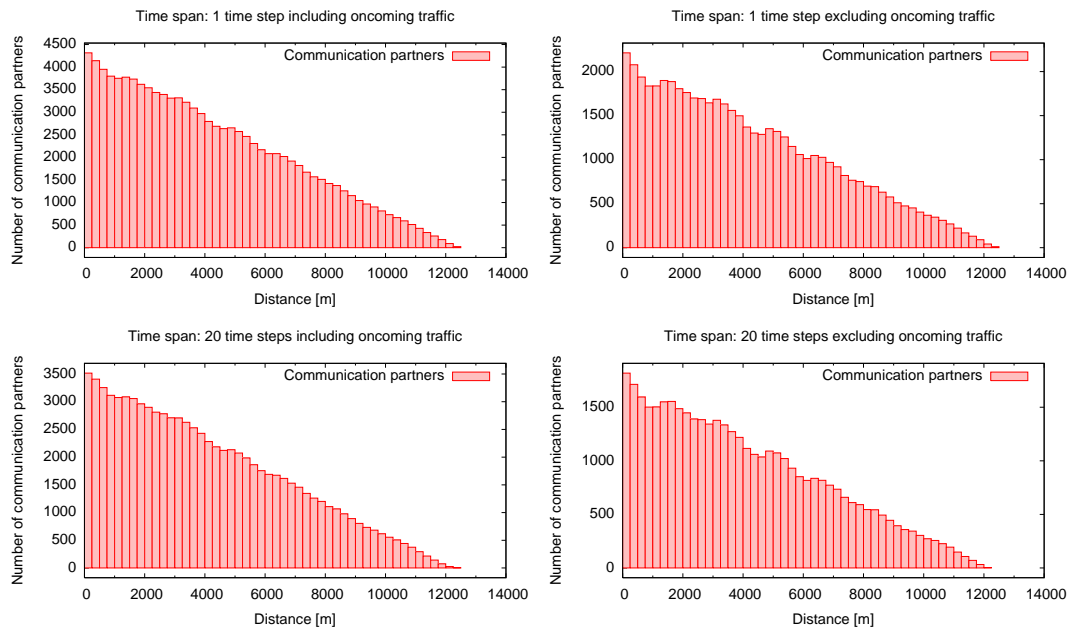 Time span: 1 time step including oncoming traffic
Number of communication partners
4500
4000
3500
3000
2500
2000
1500
1000
500
0
Communication partners
0 2000 4000 6000 8000 10000 12000 14000
Distance [m]
Time span: 1 time step excluding oncoming traffic
Number of communication partners
2000
1500
1000
500
0
Communication partners
0 2000 4000 6000 8000 10000 12000 14000
Distance [m]
Time span: 20 time steps including oncoming traffic
Number of communication partners
3500
3000
2500
2000
1500
1000
500
0
Communication partners
0 2000 4000 6000 8000 10000 12000 14000
Distance [m]
Time span: 20 time steps excluding oncoming traffic
Number of communication partners
1500
1000
500
0
Communication partners
0 2000 4000 6000 8000 10000 12000 14000
Distance [m]